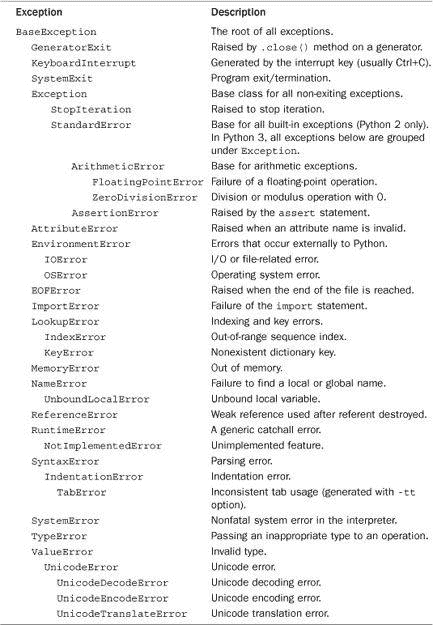 Exception Description
BaseException The root of all exceptions.
GeneratorExit Raised by .close() method on a generator.
KeyboardInterrupt Generated by the interrupt key (usually Ctrl+C).
SystemExit Program exit/termination.
Exception Base class for all non-exiting exceptions.
StopIteration Raised to stop iteration.
StandardError Base for all built-in exceptions (Python 2 only).
In Python 3, all exceptions below are grouped
under Exception.
ArithmeticError Base for arithmetic exceptions.
FloatingPointError Failure of a floating-point operation.
ZeroDivisionError Division or modulus operation with 0.
AssertionError Raised by the assert statement.
AttributeError Raised when an attribute name is invalid.
EnvironmentError Errors that occur externally to Python.
IOError I/O or file-related error.
OSError Operating system error.
EOFError Raised when the end of the file is reached.
ImportError Failure of the import statement.
LookupError Indexing and key errors.
IndexError Out-of-range sequence index.
KeyError Nonexistent dictionary key.
MemoryError Out of memory.
NameError Failure to find a local or global name.
UnboundLocalError Unbound local variable.
ReferenceError Weak reference used after referent destroyed.
RuntimeError A generic catchall error.
NotImplementedError Unimplemented feature.
SyntaxError Parsing error.
IndentationError Indentation error.
TabError Inconsistent tab usage (generated with -tt
option).
SystemError Nonfatal system error in the interpreter.
TypeError Passing an inappropriate type to an operation.
ValueError Invalid type.
UnicodeError Unicode error.
UnicodeDecodeError Unicode decoding error.
UnicodeEncodeError Unicode encoding error.
UnicodeTranslateError Unicode translation error.